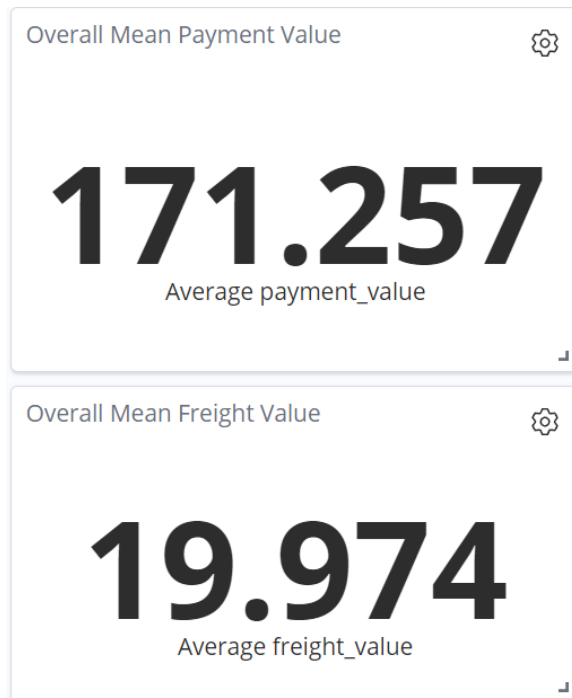 Overall Mean Payment Value
171.257
Average payment_value
Overall Mean Freight Value
19.974
Average freight_value